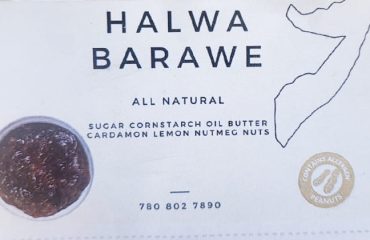 HALWA
BARAWE
ALL NATURAL
SUGAR CORNSTARCH OIL BUTTER
CARDAMON LEMON NUTMEG NUTS
CONTAINS ALLERGEN
PEANUTS
780 802 7890